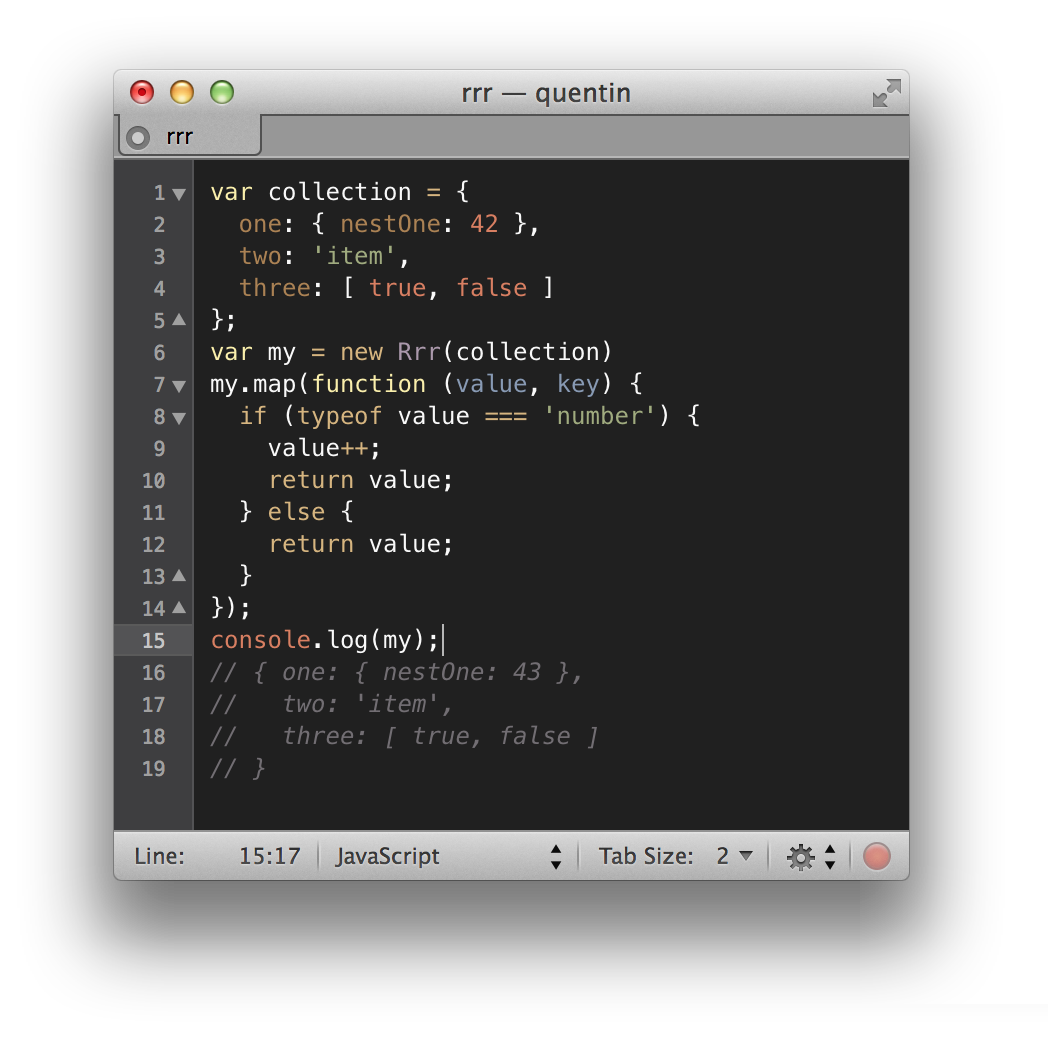 rrr — quentin
rrr
1 var collection = {
2   one: { nestOne: 42 },
3   two: 'item',
4   three: [ true, false ]
5 };
6 var my = new Rrr(collection)
7 my.map(function (value, key) {
8   if (typeof value === 'number') {
9     value++;
10     return value;
11   } else {
12     return value;
13   }
14 });
15 console.log(my);
16 // { one: { nestOne: 43 },
17 //   two: 'item',
18 //   three: [ true, false ]
19 // }
Line: 15:17 JavaScript Tab Size: 2